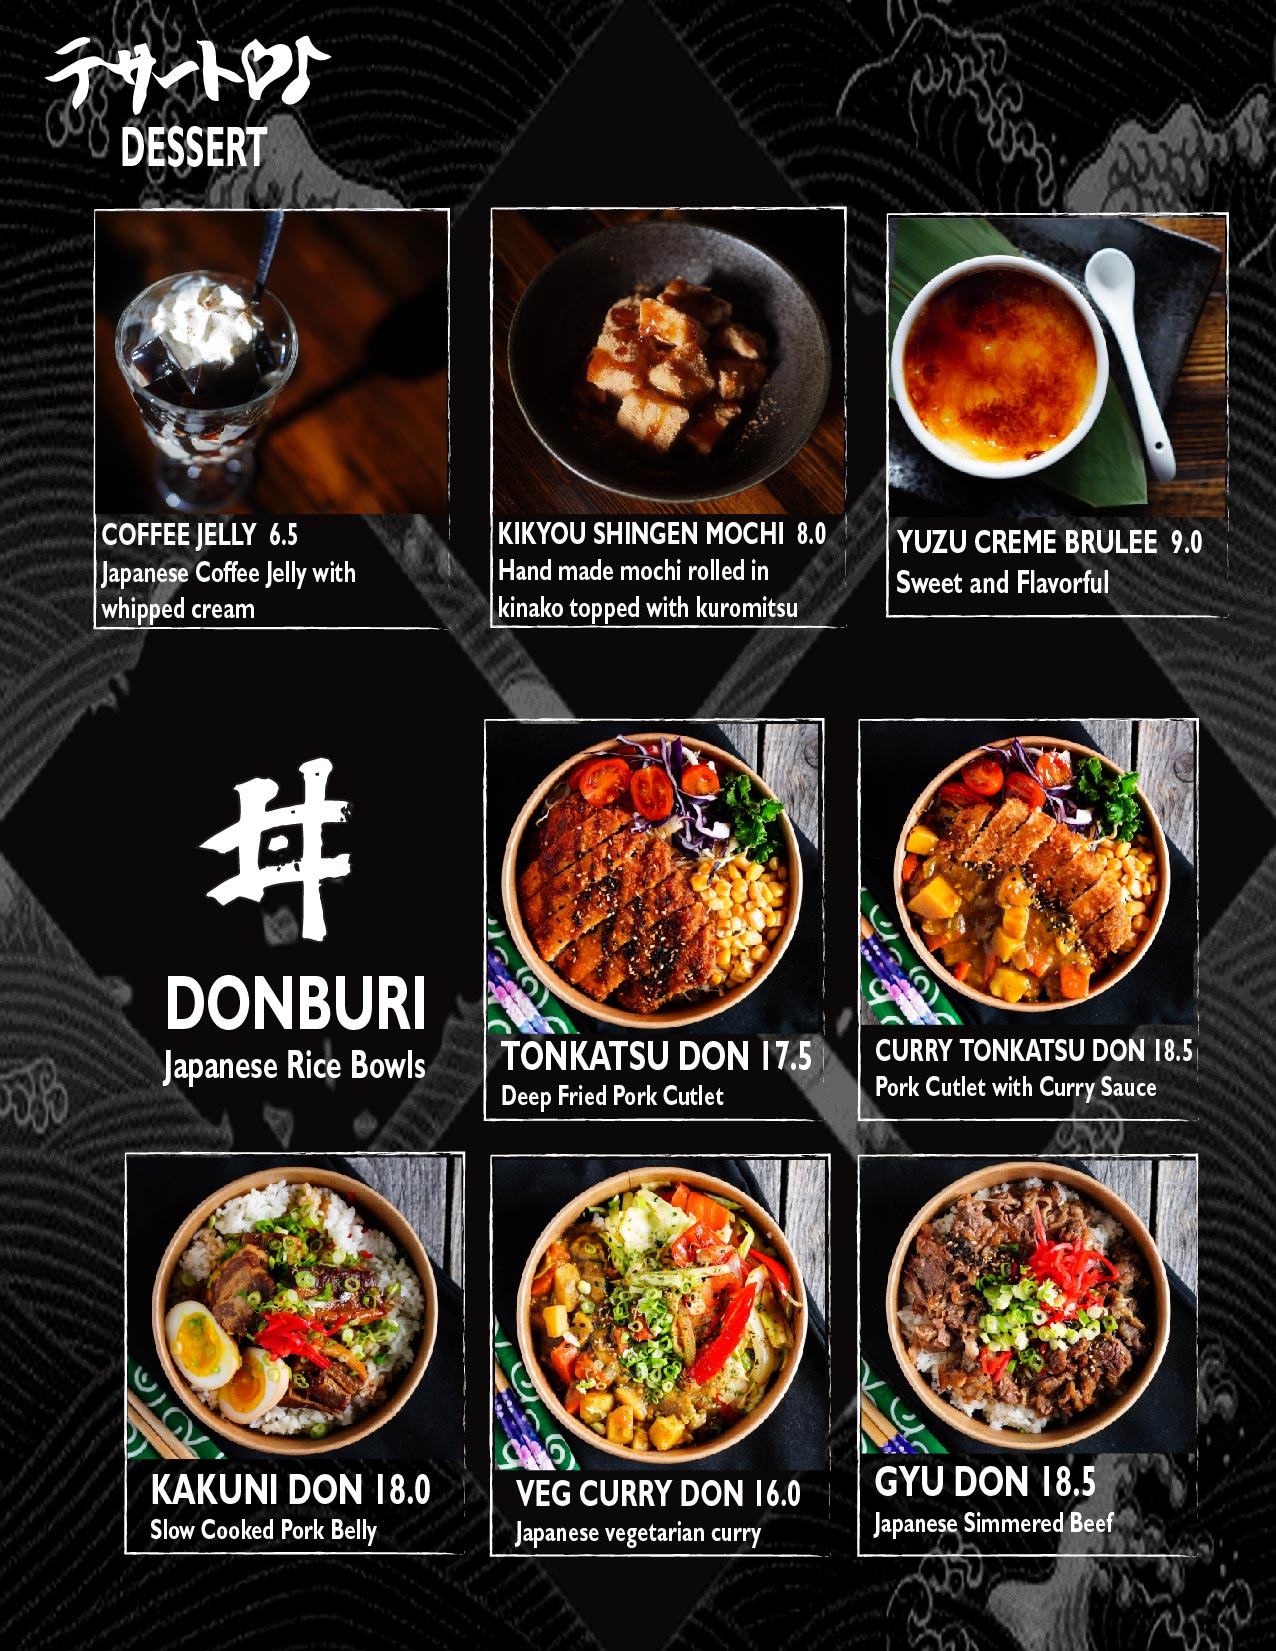 テサート♡♪
DESSERT
COFFEE JELLY 6.5
Japanese Coffee Jelly with
whipped cream
KIKYOU SHINGEN MOCHI 8.0
Hand made mochi rolled in
kinako topped with kuromitsu
YUZU CREME BRULEE 9.0
Sweet and Flavorful
丼
DONBURI
Japanese Rice Bowls
TONKATSU DON 17.5
Deep Fried Pork Cutlet
CURRY TONKATSU DON 18.5
Pork Cutlet with Curry Sauce
KAKUNI DON 18.0
Slow Cooked Pork Belly
VEG CURRY DON 16.0
Japanese vegetarian curry
GYU DON 18.5
Japanese Simmered Beef